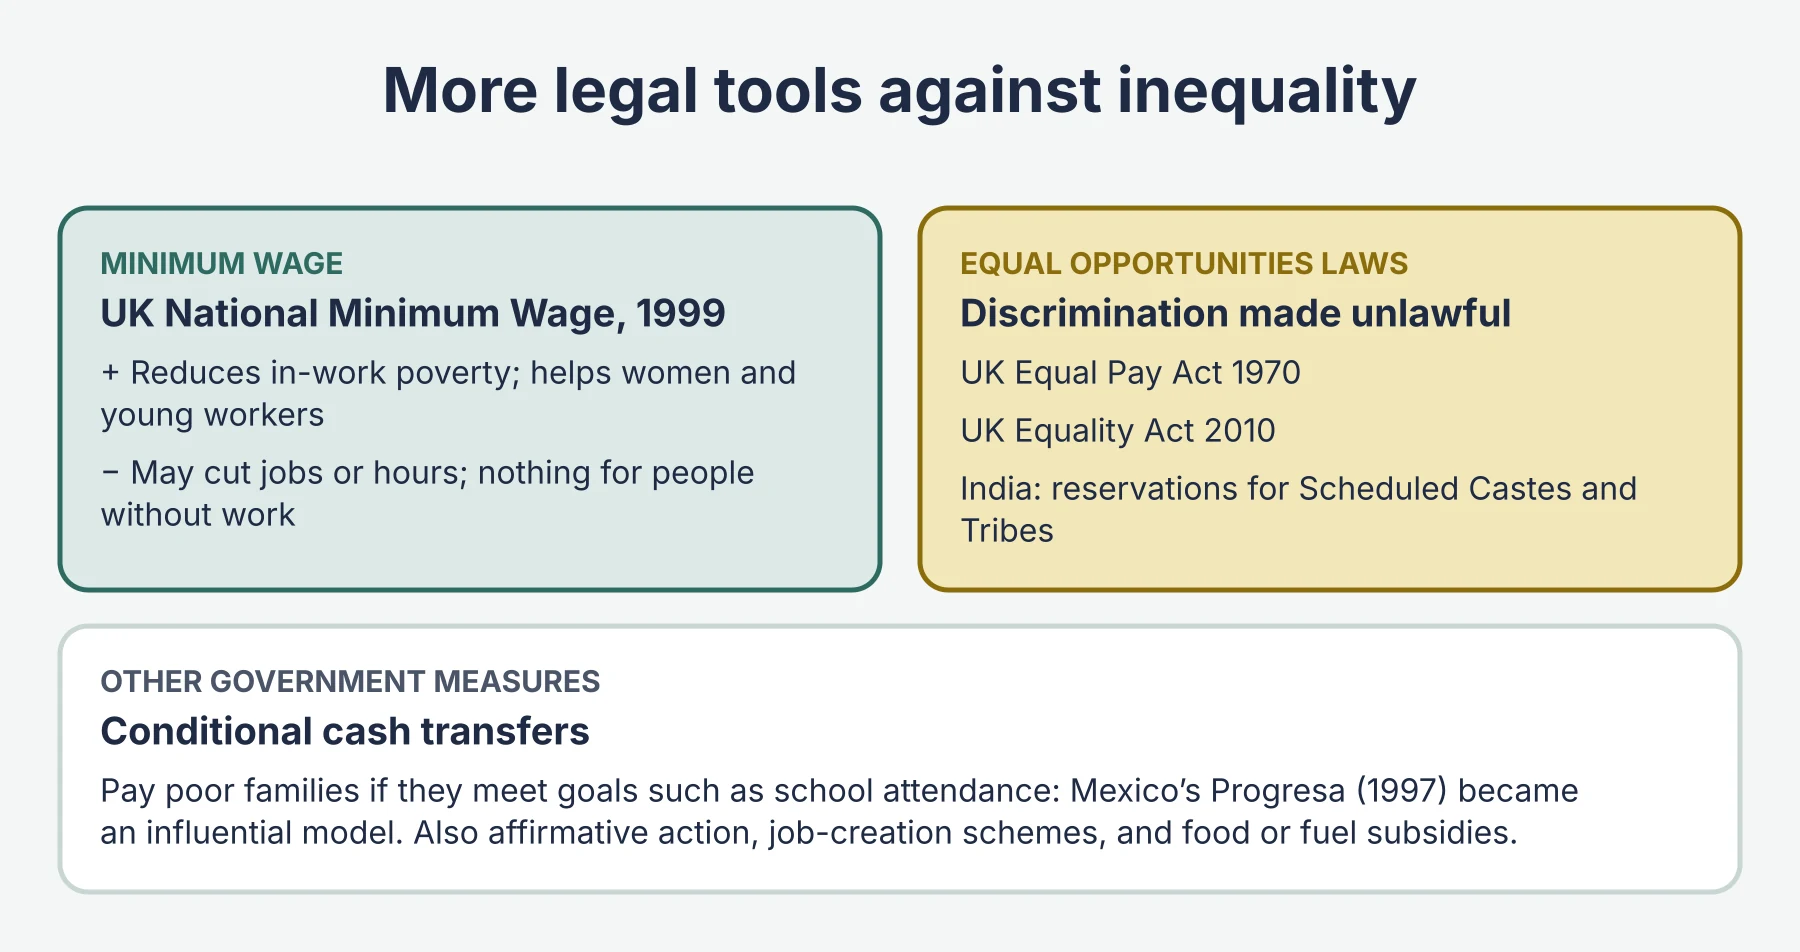 More legal tools against inequality
MINIMUM WAGE
UK National Minimum Wage, 1999
+ Reduces in-work poverty; helps women and
young workers
− May cut jobs or hours; nothing for people
without work
EQUAL OPPORTUNITIES LAWS
Discrimination made unlawful
UK Equal Pay Act 1970
UK Equality Act 2010
India: reservations for Scheduled Castes and
Tribes
OTHER GOVERNMENT MEASURES
Conditional cash transfers
Pay poor families if they meet goals such as school attendance: Mexico’s Progresa (1997) became
an influential model. Also affirmative action, job-creation schemes, and food or fuel subsidies.